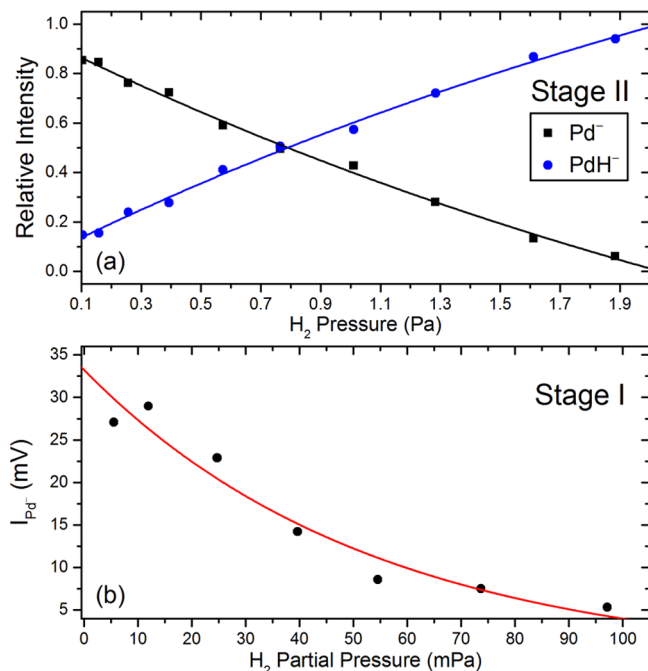 1.0
0.8
0.6
0.4
0.2
0.0
Relative Intensity
Stage II
Pd⁻
PdH⁻
(a)
0.1 0.3 0.5 0.7 0.9 1.1 1.3 1.5 1.7 1.9
H₂ Pressure (Pa)
35
30
25
20
15
10
5
I_Pd⁻ (mV)
Stage I
(b)
0 10 20 30 40 50 60 70 80 90 100
H₂ Partial Pressure (mPa)